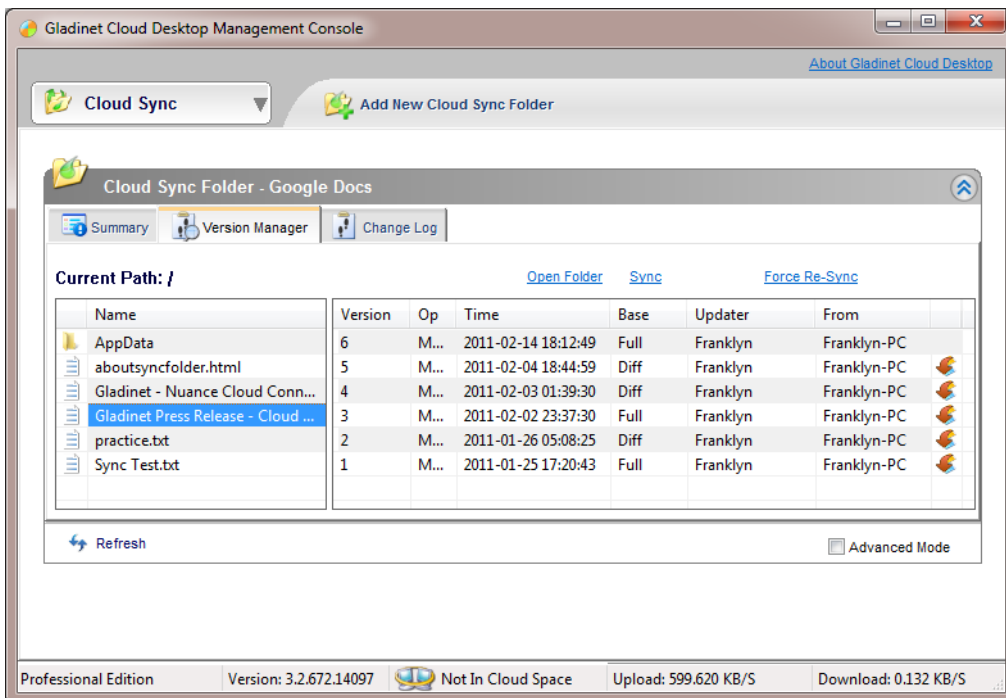 Gladinet Cloud Desktop Management Console
About Gladinet Cloud Desktop
Cloud Sync Add New Cloud Sync Folder
Cloud Sync Folder - Google Docs
Summary Version Manager Change Log
Current Path: / Open Folder Sync Force Re-Sync
Name Version Op Time Base Updater From
AppData 6 M... 2011-02-14 18:12:49 Full Franklyn Franklyn-PC
aboutsyncfolder.html 5 M... 2011-02-04 18:44:59 Diff Franklyn Franklyn-PC
Gladinet - Nuance Cloud Conn... 4 M... 2011-02-03 01:39:30 Diff Franklyn Franklyn-PC
Gladinet Press Release - Cloud ... 3 M... 2011-02-02 23:37:30 Full Franklyn Franklyn-PC
practice.txt 2 M... 2011-01-26 05:08:25 Diff Franklyn Franklyn-PC
Sync Test.txt 1 M... 2011-01-25 17:20:43 Full Franklyn Franklyn-PC
Refresh Advanced Mode
Professional Edition Version: 3.2.672.14097 Not In Cloud Space Upload: 599.620 KB/S Download: 0.132 KB/S